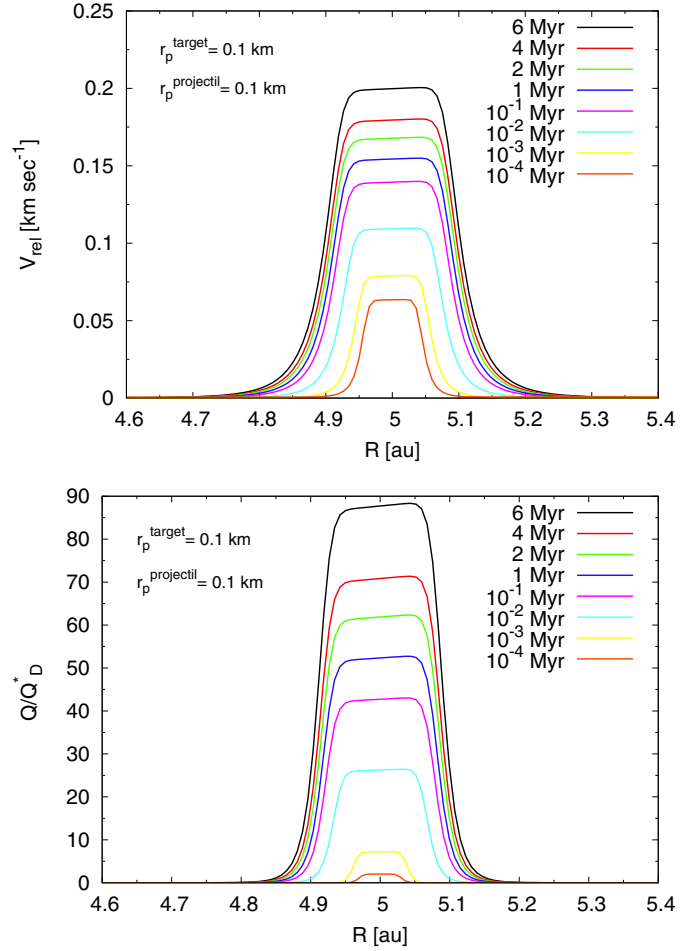 0.25
0.2
0.15
0.1
0.05
0
V_rel [km sec^-1]
r_p^target = 0.1 km
r_p^projectil = 0.1 km
6 Myr
4 Myr
2 Myr
1 Myr
10^-1 Myr
10^-2 Myr
10^-3 Myr
10^-4 Myr
4.6 4.7 4.8 4.9 5 5.1 5.2 5.3 5.4
R [au]
90
80
70
60
50
40
30
20
10
0
Q/Q^*_D
r_p^target = 0.1 km
r_p^projectil = 0.1 km
6 Myr
4 Myr
2 Myr
1 Myr
10^-1 Myr
10^-2 Myr
10^-3 Myr
10^-4 Myr
4.6 4.7 4.8 4.9 5 5.1 5.2 5.3 5.4
R [au]